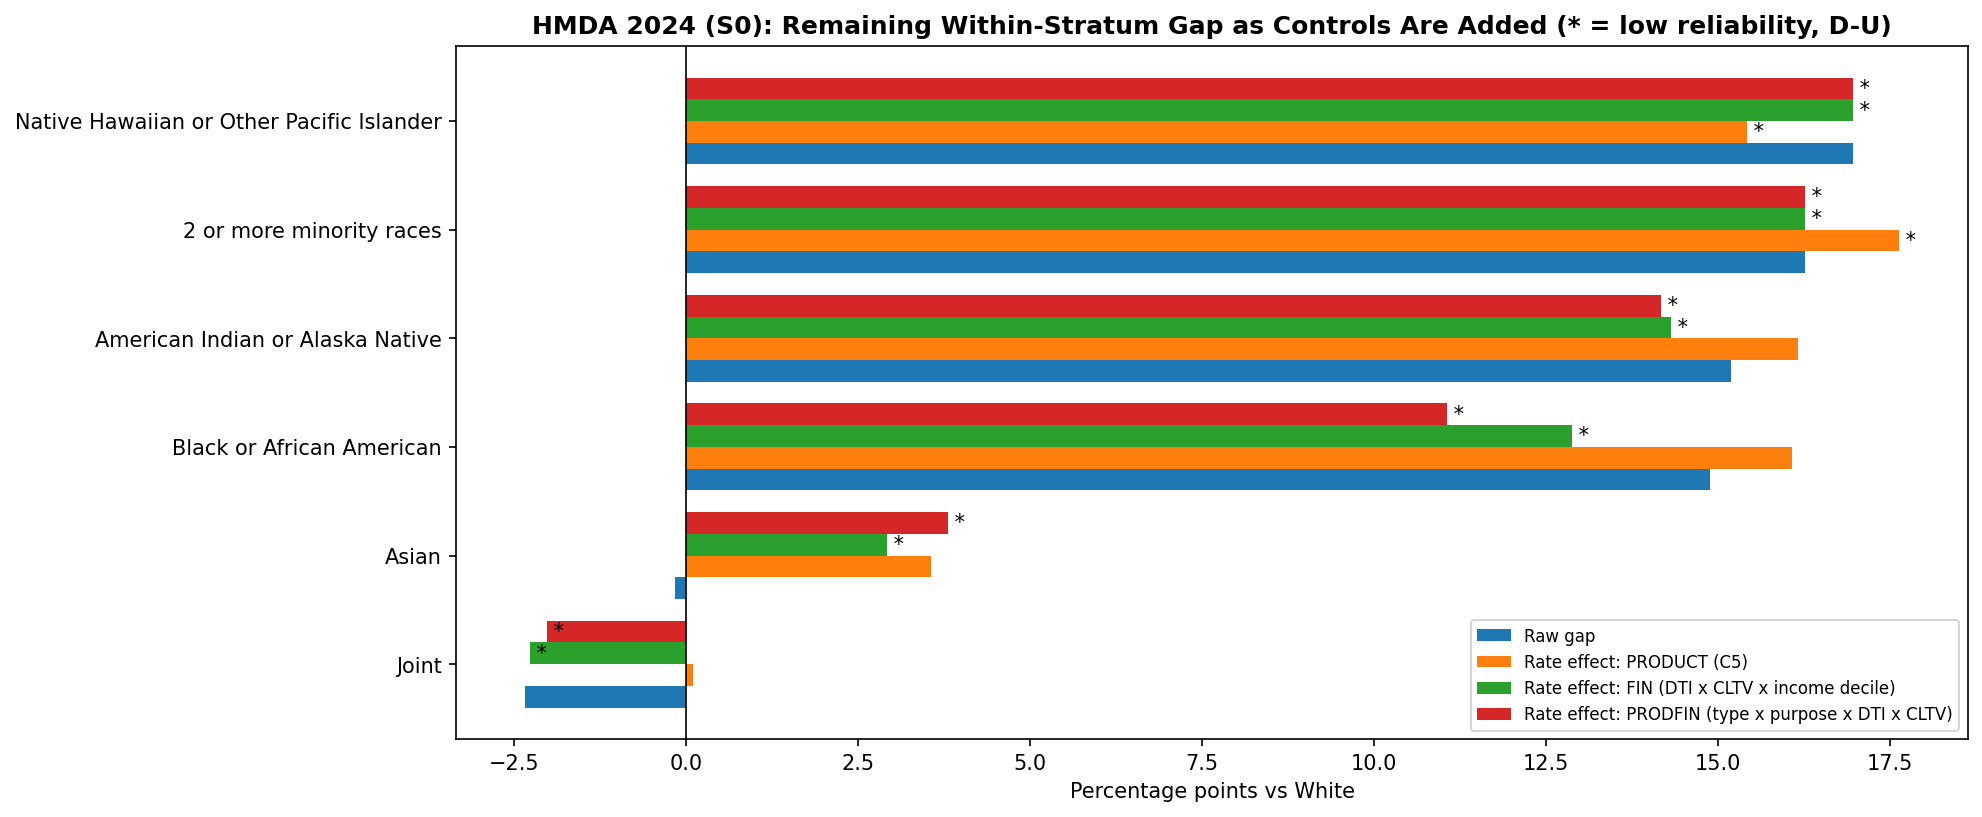 HMDA 2024 (S0): Remaining Within-Stratum Gap as Controls Are Added (* = low reliability, D-U)
Native Hawaiian or Other Pacific Islander
*
*
*
2 or more minority races
*
*
*
American Indian or Alaska Native
*
*
Black or African American
*
*
Asian
*
*
Joint
*
*
Raw gap
Rate effect: PRODUCT (C5)
Rate effect: FIN (DTI x CLTV x income decile)
Rate effect: PRODFIN (type x purpose x DTI x CLTV)
−2.5 0.0 2.5 5.0 7.5 10.0 12.5 15.0 17.5
Percentage points vs White